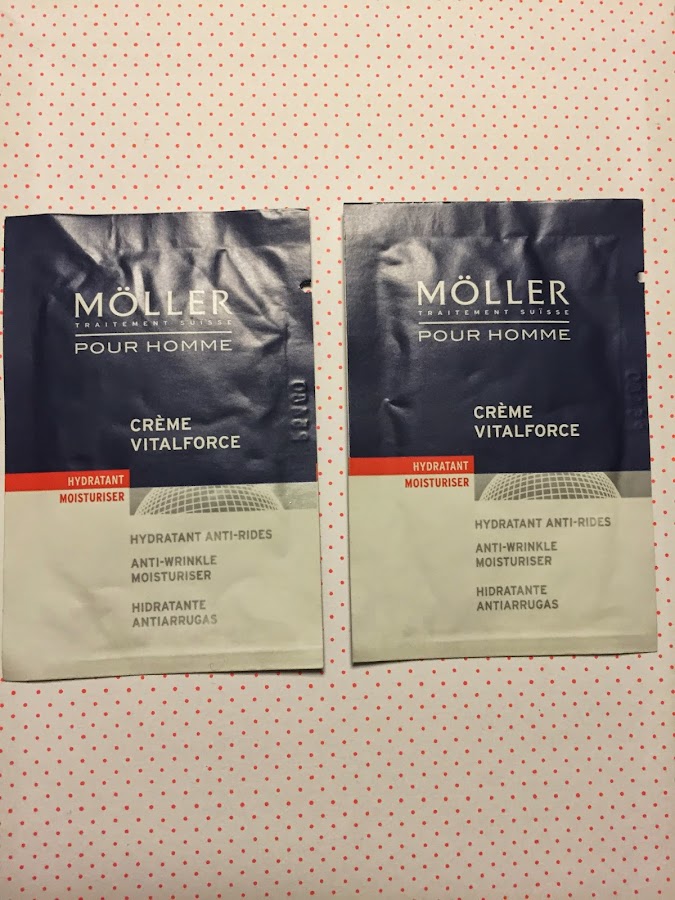 MÖLLER
TRAITEMENT SUISSE
POUR HOMME
CRÈME
VITALFORCE
HYDRATANT
MOISTURISER
HYDRATANT ANTI-RIDES
ANTI-WRINKLE
MOISTURISER
HIDRATANTE
ANTIARRUGAS
MÖLLER
TRAITEMENT SUISSE
POUR HOMME
CRÈME
VITALFORCE
HYDRATANT
MOISTURISER
HYDRATANT ANTI-RIDES
ANTI-WRINKLE
MOISTURISER
HIDRATANTE
ANTIARRUGAS